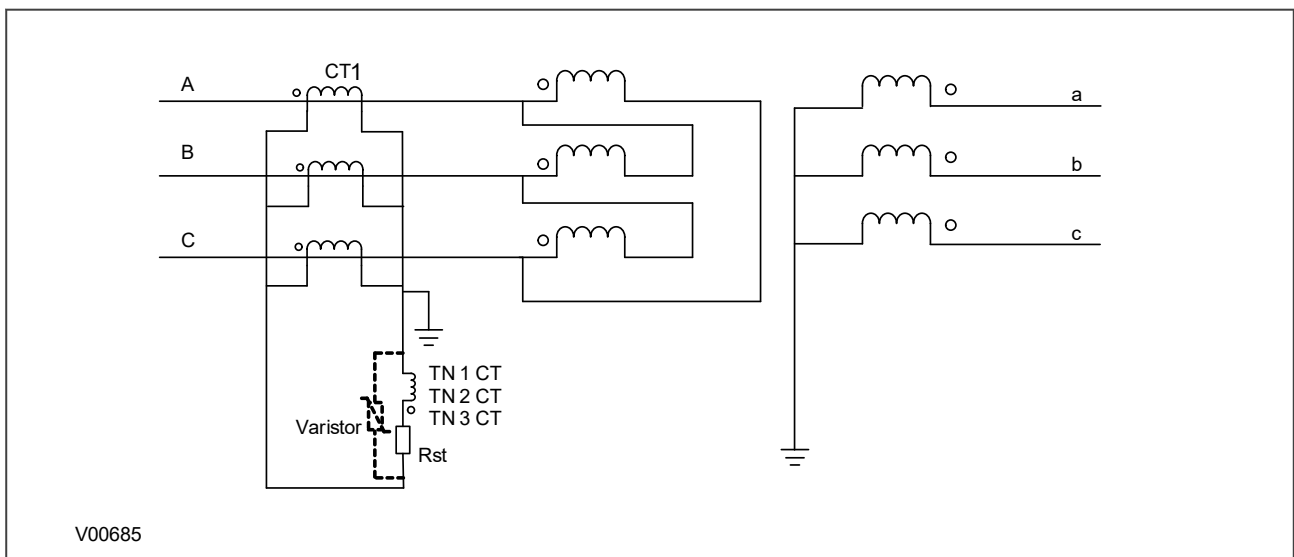 CT1
A
a
B
b
C
c
TN 1 CT
TN 2 CT
TN 3 CT
Varistor
Rst
V00685